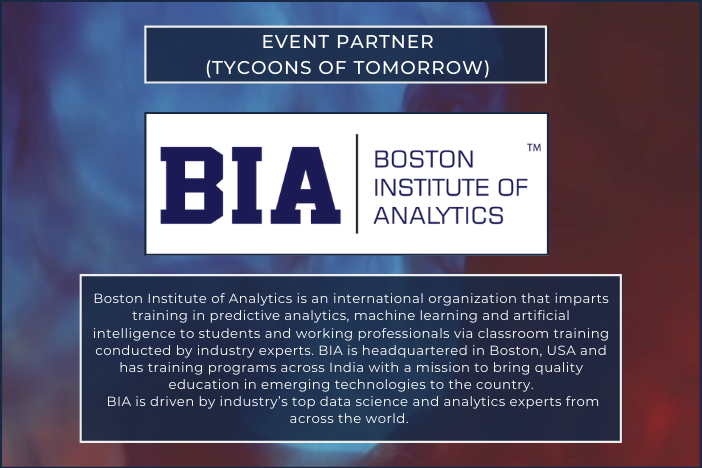 EVENT PARTNER
(TYCOONS OF TOMORROW)
BIA
BOSTON
INSTITUTE OF
ANALYTICS
TM
Boston Institute of Analytics is an international organization that imparts
training in predictive analytics, machine learning and artificial
intelligence to students and working professionals via classroom training
conducted by industry experts. BIA is headquartered in Boston, USA and
has training programs across India with a mission to bring quality
education in emerging technologies to the country.
BIA is driven by industry's top data science and analytics experts from
across the world.